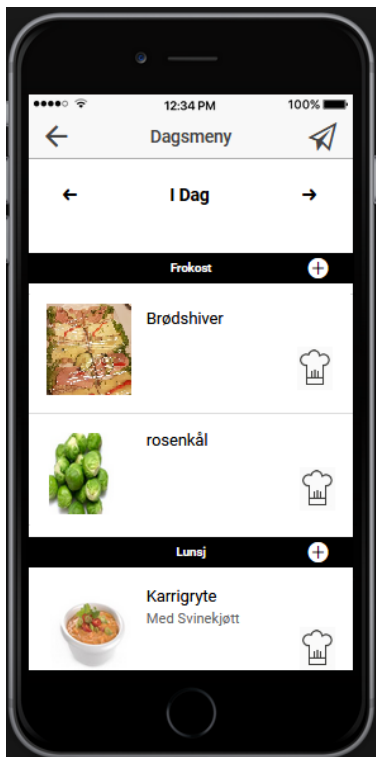 12:34 PM
100%
Dagsmeny
I Dag
Frokost
Brødshiver
rosenkål
Lunsj
Karrigryte
Med Svinekjøtt